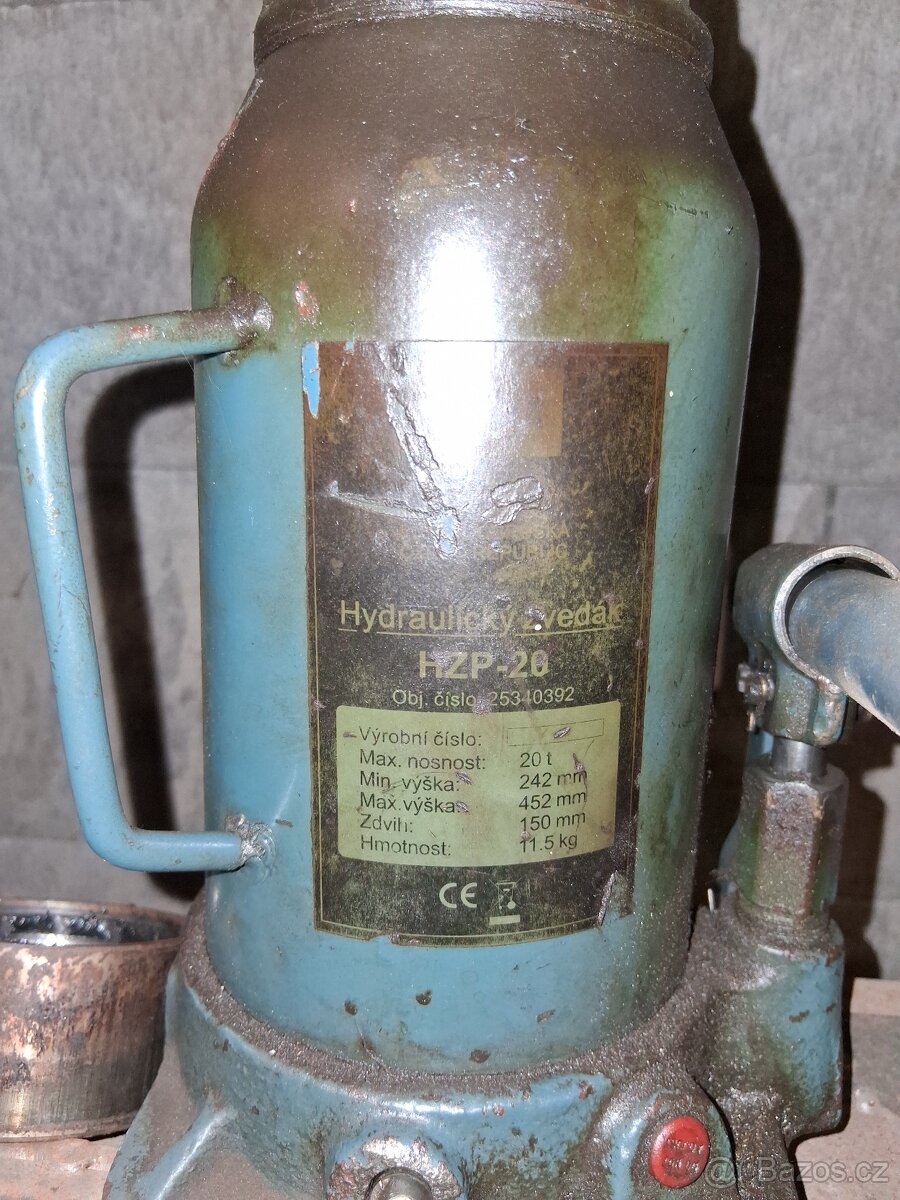 Hydraulický zvedák
HZP-20
Obj. číslo 25340392
Výrobní číslo:
Max. nosnost: 20 t
Min. výška: 242 mm
Max.výška: 452 mm
Zdvih: 150 mm
Hmotnost: 11.5 kg
CE
Bazos.cz